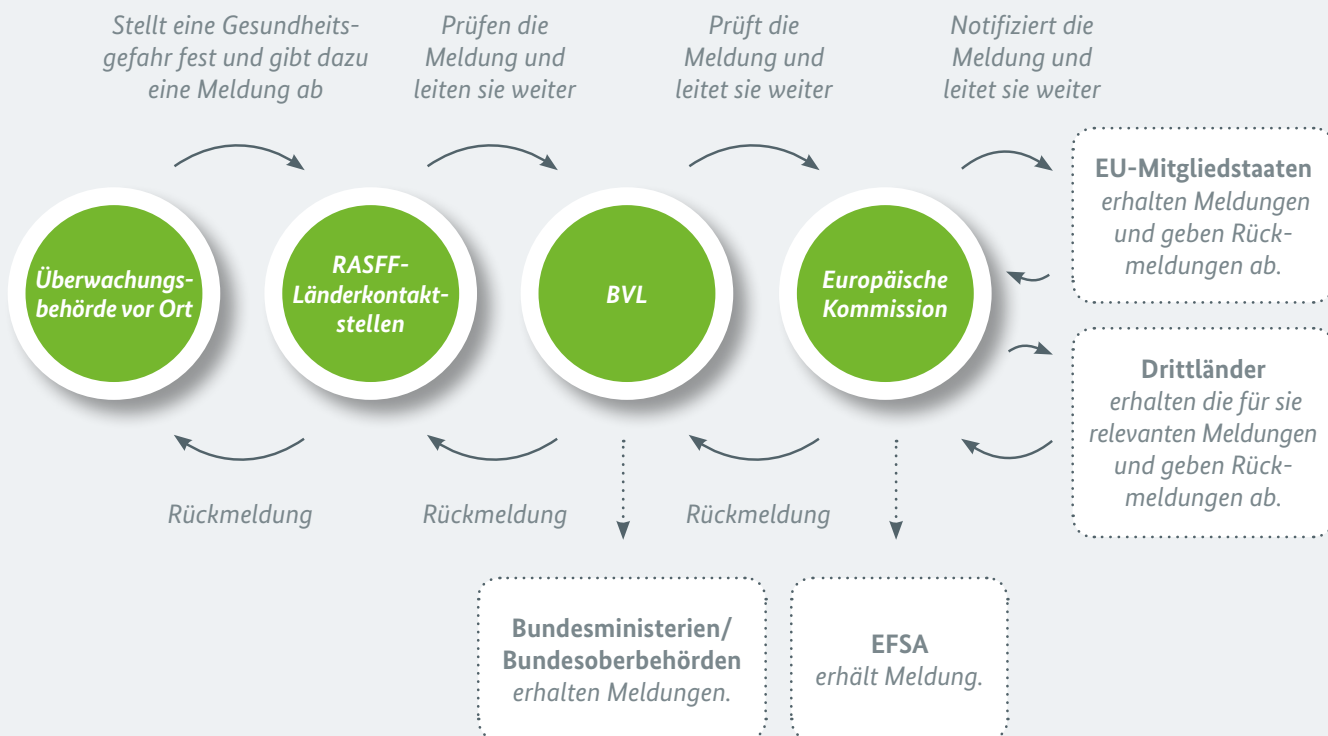 Stellt eine Gesundheits-
gefahr fest und gibt dazu
eine Meldung ab
Prüfen die
Meldung und
leiten sie weiter
Prüft die
Meldung und
leitet sie weiter
Notifiziert die
Meldung und
leitet sie weiter
Überwachungs-
behörde vor Ort
RASFF-
Länderkontakt-
stellen
BVL
Europäische
Kommission
EU-Mitgliedstaaten
erhalten Meldungen
und geben Rück-
meldungen ab.
Drittländer
erhalten die für sie
relevanten Meldungen
und geben Rück-
meldungen ab.
Rückmeldung
Rückmeldung
Rückmeldung
Bundesministerien/
Bundesoberbehörden
erhalten Meldungen.
EFSA
erhält Meldung.